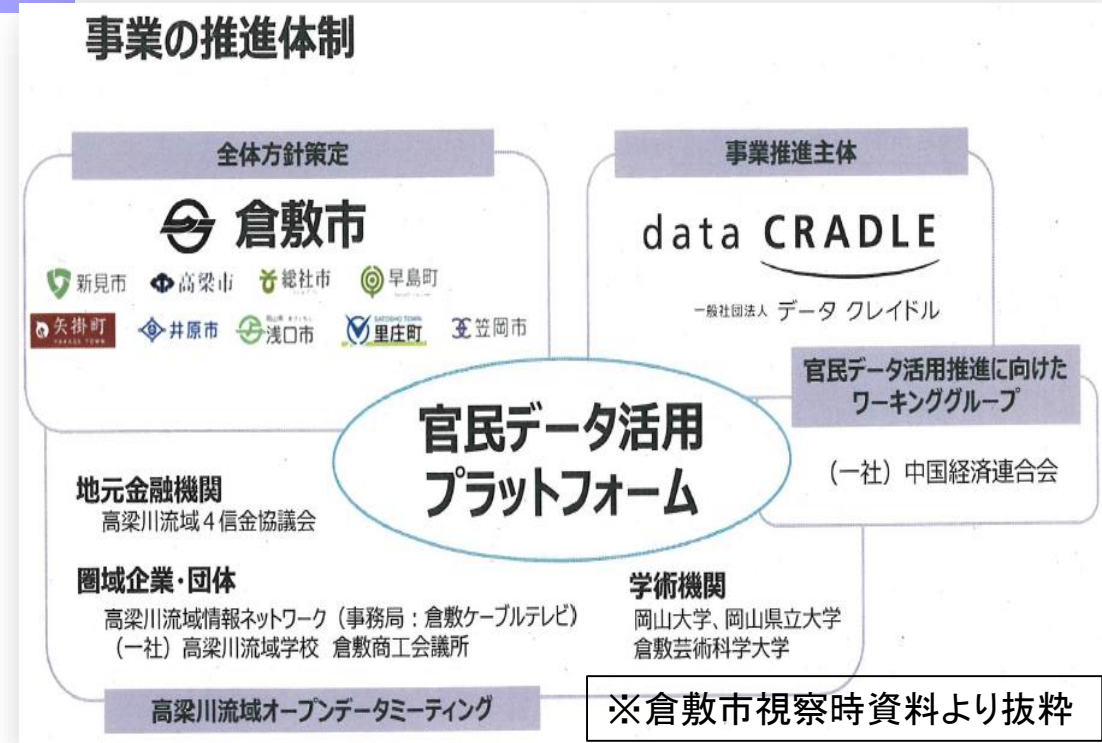 事業の推進体制
全体方針策定
倉敷市
新見市 高梁市 総社市 早島町
矢掛町 井原市 浅口市 里庄町 笠岡市
事業推進主体
data CRADLE
一般社団法人 データ クレイドル
官民データ活用推進に向けた
ワーキンググループ
(一社)中国経済連合会
官民データ活用
プラットフォーム
地元金融機関
高梁川流域4信金協議会
圏域企業・団体
高梁川流域情報ネットワーク(事務局:倉敷ケーブルテレビ)
(一社)高梁川流域学校 倉敷商工会議所
学術機関
岡山大学、岡山県立大学
倉敷芸術科学大学
高梁川流域オープンデータミーティング
※倉敷市視察時資料より抜粋